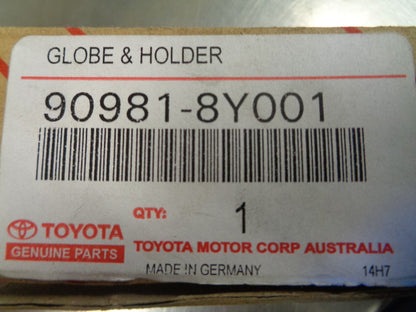 GLOBE & HOLDER
90981-8Y001
QTY: 1
TOYOTA
GENUINE PARTS
TOYOTA MOTOR CORP AUSTRALIA
MADE IN GERMANY 14H7